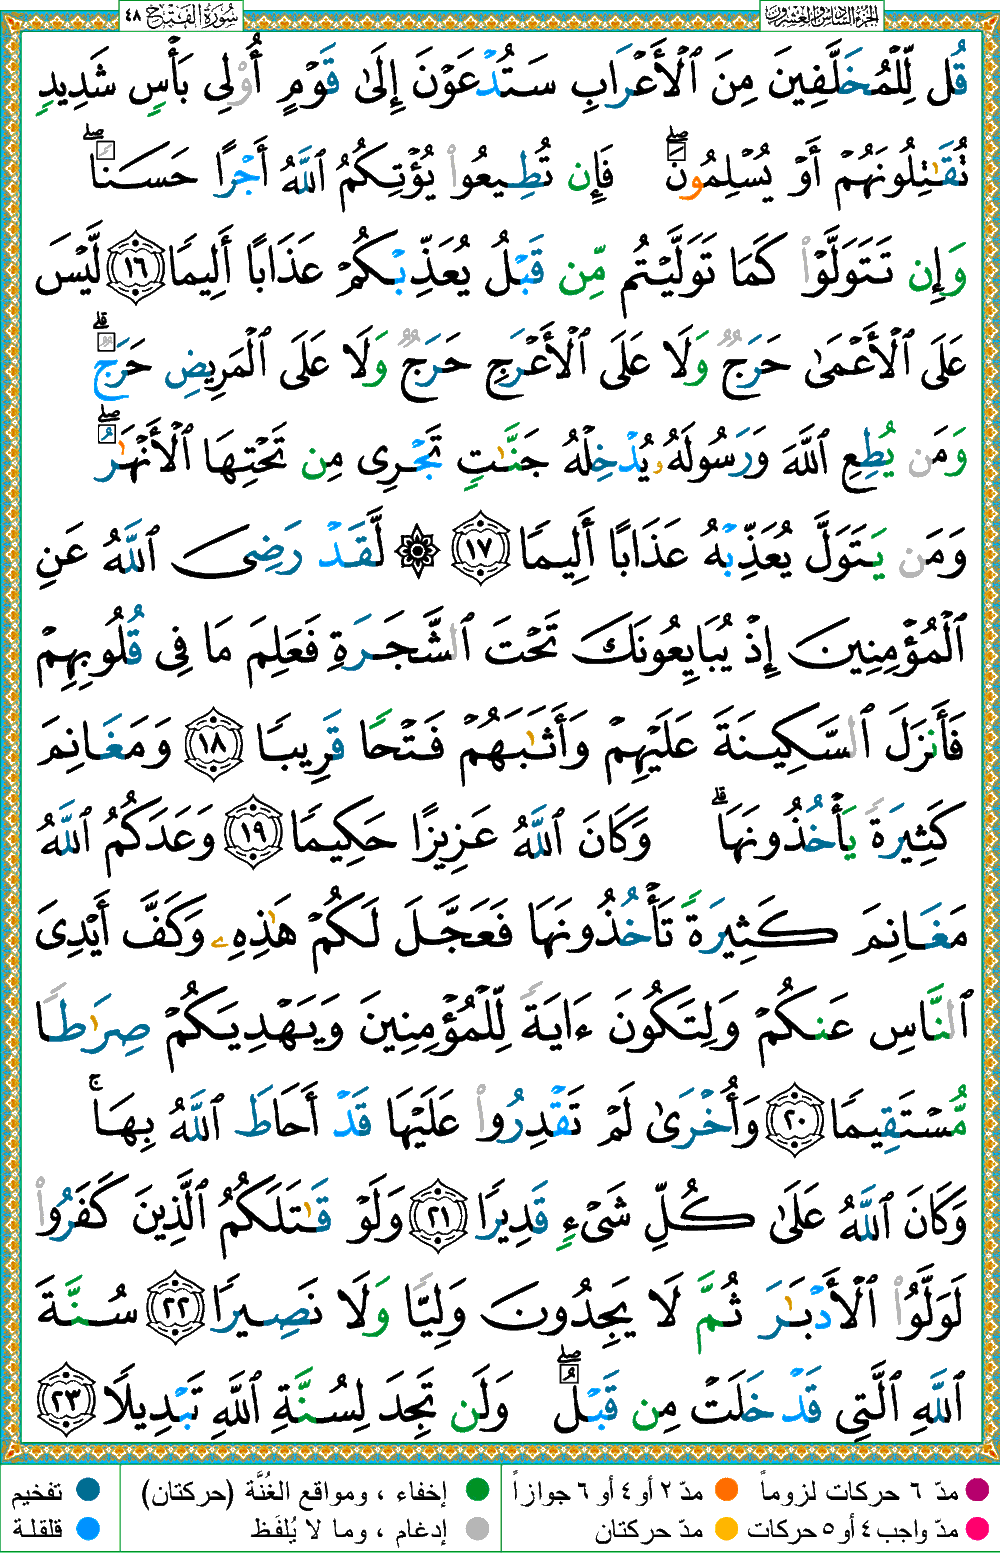 الجزء السادس والعشرون
سُورَةُ الفَتْحِ ٤٨
قُل لِّلْمُخَلَّفِينَ مِنَ ٱلْأَعْرَابِ سَتُدْعَوْنَ إِلَىٰ قَوْمٍ أُو۟لِى بَأْسٍ شَدِيدٍ
تُقَـٰتِلُونَهُمْ أَوْ يُسْلِمُونَ ۖ فَإِن تُطِيعُوا۟ يُؤْتِكُمُ ٱللَّهُ أَجْرًا حَسَنًا ۖ
وَإِن تَتَوَلَّوْا۟ كَمَا تَوَلَّيْتُم مِّن قَبْلُ يُعَذِّبْكُمْ عَذَابًا أَلِيمًا ١٦ لَّيْسَ
عَلَى ٱلْأَعْمَىٰ حَرَجٌ وَلَا عَلَى ٱلْأَعْرَجِ حَرَجٌ وَلَا عَلَى ٱلْمَرِيضِ حَرَجٌ ۗ
وَمَن يُطِعِ ٱللَّهَ وَرَسُولَهُۥ يُدْخِلْهُ جَنَّـٰتٍ تَجْرِى مِن تَحْتِهَا ٱلْأَنْهَـٰرُ ۖ
وَمَن يَتَوَلَّ يُعَذِّبْهُ عَذَابًا أَلِيمًا ١٧ ۞ لَّقَدْ رَضِىَ ٱللَّهُ عَنِ
ٱلْمُؤْمِنِينَ إِذْ يُبَايِعُونَكَ تَحْتَ ٱلشَّجَرَةِ فَعَلِمَ مَا فِى قُلُوبِهِمْ
فَأَنزَلَ ٱلسَّكِينَةَ عَلَيْهِمْ وَأَثَـٰبَهُمْ فَتْحًا قَرِيبًا ١٨ وَمَغَانِمَ
كَثِيرَةً يَأْخُذُونَهَا ۗ وَكَانَ ٱللَّهُ عَزِيزًا حَكِيمًا ١٩ وَعَدَكُمُ ٱللَّهُ
مَغَانِمَ كَثِيرَةً تَأْخُذُونَهَا فَعَجَّلَ لَكُمْ هَـٰذِهِۦ وَكَفَّ أَيْدِىَ
ٱلنَّاسِ عَنكُمْ وَلِتَكُونَ ءَايَةً لِّلْمُؤْمِنِينَ وَيَهْدِيَكُمْ صِرَٰطًا
مُّسْتَقِيمًا ٢٠ وَأُخْرَىٰ لَمْ تَقْدِرُوا۟ عَلَيْهَا قَدْ أَحَاطَ ٱللَّهُ بِهَا ۚ
وَكَانَ ٱللَّهُ عَلَىٰ كُلِّ شَىْءٍ قَدِيرًا ٢١ وَلَوْ قَـٰتَلَكُمُ ٱلَّذِينَ كَفَرُوا۟
لَوَلَّوُا۟ ٱلْأَدْبَـٰرَ ثُمَّ لَا يَجِدُونَ وَلِيًّا وَلَا نَصِيرًا ٢٢ سُنَّةَ
ٱللَّهِ ٱلَّتِى قَدْ خَلَتْ مِن قَبْلُ ۖ وَلَن تَجِدَ لِسُنَّةِ ٱللَّهِ تَبْدِيلًا ٢٣
مدّ ٦ حركات لزوماً مدّ ٢ أو ٤ أو ٦ جوازاً إخفاء ، ومواقع الغُنَّة (حركتان) تفخيم
مدّ واجب ٤ أو ٥ حركات مدّ حركتان إدغام ، وما لا يُلفَظ قلقلة